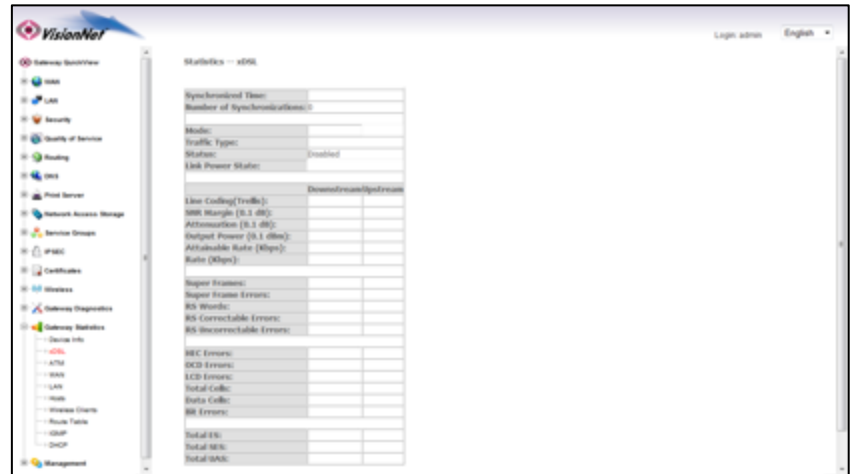 VisionNet
Login: admin English
Gateway QuickView
WAN
LAN
Security
Quality of Service
Routing
DNS
Print Server
Network Access Storage
Service Groups
IPSEC
Certificates
Wireless
Gateway Diagnostics
Gateway Statistics
Device Info
xDSL
ATM
WAN
LAN
Hosts
Wireless Clients
Route Table
IGMP
DHCP
Management
Statistics -- xDSL
Synchronized Time:
Number of Synchronizations: 0
Mode:
Traffic Type:
Status: Disabled
Link Power State:
Downstream Upstream
Line Coding(Trellis):
SNR Margin (0.1 dB):
Attenuation (0.1 dB):
Output Power (0.1 dBm):
Attainable Rate (Kbps):
Rate (Kbps):
Super Frames:
Super Frame Errors:
RS Words:
RS Correctable Errors:
RS Uncorrectable Errors:
HEC Errors:
OCD Errors:
LCD Errors:
Total Cells:
Data Cells:
Bit Errors:
Total ES:
Total SES:
Total UAS: